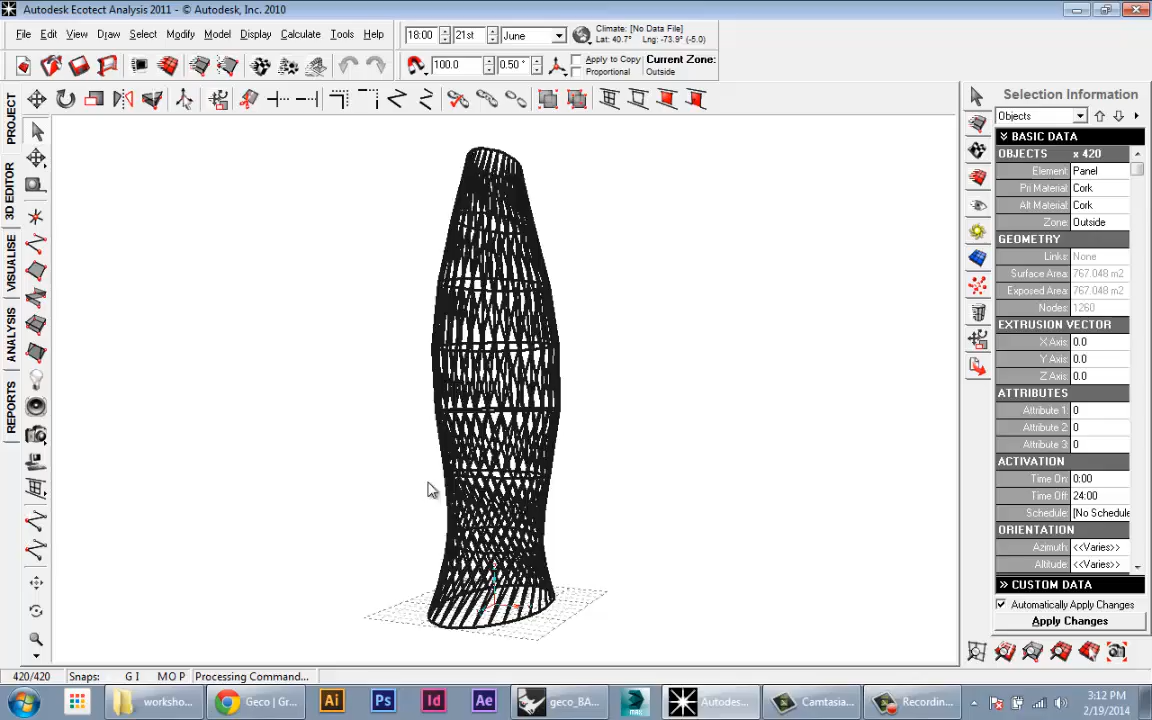 Autodesk Ecotect Analysis 2011 - © Autodesk, Inc. 2010
File Edit View Draw Select Modify Model Display Calculate Tools Help
18:00 21st June
Climate: [No Data File]
Lat: 40.7° Lng: -73.9° (-5.0)
100.0 0.50 °
Apply to Copy
Proportional
Current Zone:
Outside
PROJECT
3D EDITOR
VISUALISE
ANALYSIS
REPORTS
Selection Information
Objects
BASIC DATA
OBJECTS x 420
Element: Panel
Pri Material: Cork
Alt Material: Cork
Zone: Outside
GEOMETRY
Links: None
Surface Area: 767.048 m2
Exposed Area: 767.048 m2
Nodes: 1260
EXTRUSION VECTOR
X Axis: 0.0
Y Axis: 0.0
Z Axis: 0.0
ATTRIBUTES
Attribute 1: 0
Attribute 2: 0
Attribute 3: 0
ACTIVATION
Time On: 0:00
Time Off: 24:00
Schedule: [No Schedule
ORIENTATION
Azimuth: <<Varies>>
Altitude: <<Varies>>
CUSTOM DATA
Automatically Apply Changes
Apply Changes
420/420 Snaps: G I M O P Processing Command...
worksho...
Geco | Gr...
Ai
Ps
Id
Ae
geco_BA...
Autodes...
Camtasia...
Recordin...
3:12 PM
2/19/2014